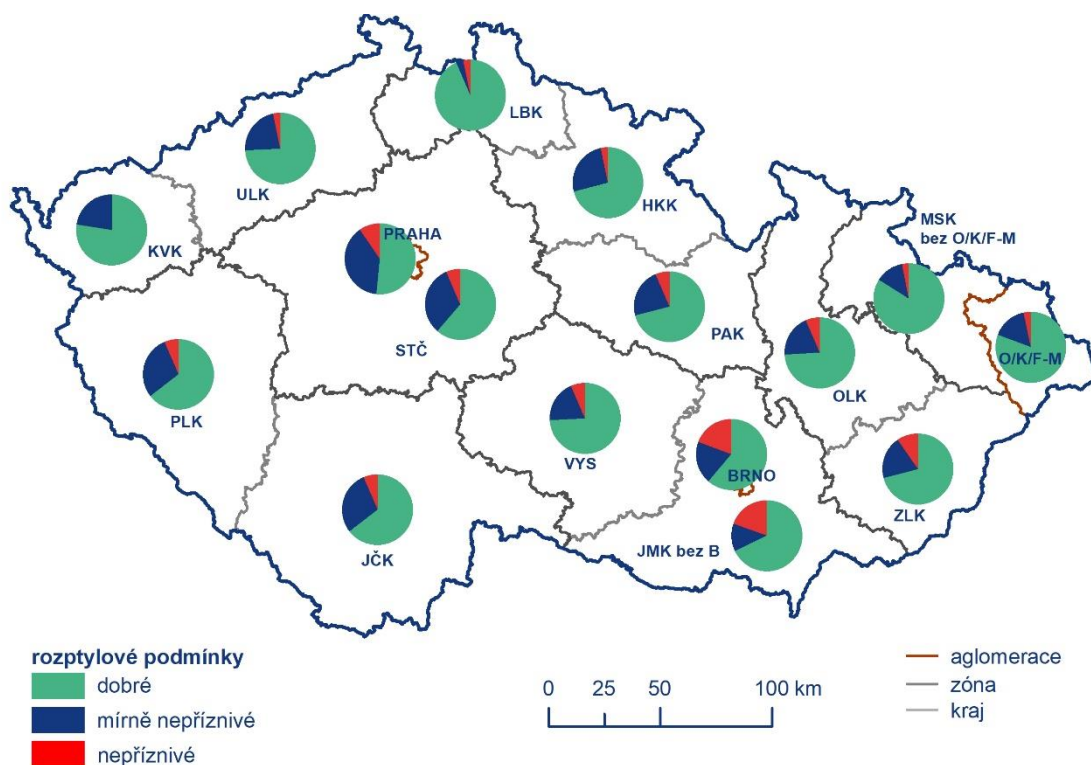 LBK
ULK
HKK
KVK
PRAHA
MSK
bez O/K/F-M
STČ
PAK
O/K/F-M
PLK
OLK
VYS
BRNO
ZLK
JČK
JMK bez B
rozptylové podmínky
dobré
mírně nepříznivé
nepříznivé
0 25 50 100 km
aglomerace
zóna
kraj